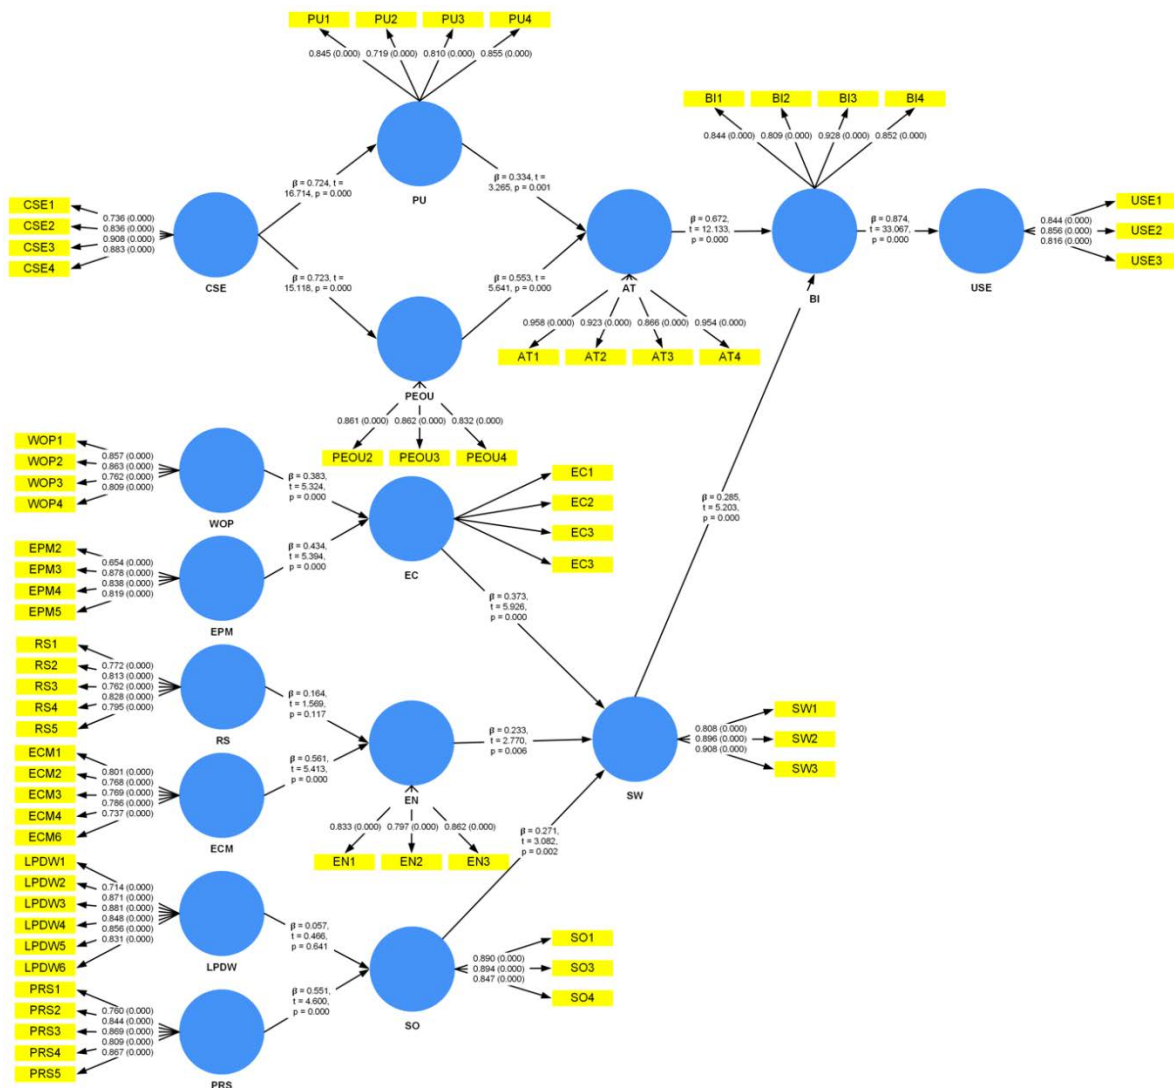 PU1 PU2 PU3 PU4
0.845 (0.000) 0.719 (0.000) 0.810 (0.000) 0.855 (0.000)
PU
BI1 BI2 BI3 BI4
0.844 (0.000) 0.809 (0.000) 0.928 (0.000) 0.852 (0.000)
CSE1
CSE2
CSE3
CSE4
0.736 (0.000)
0.836 (0.000)
0.908 (0.000)
0.883 (0.000)
CSE
β = 0.724, t =
16.714, p = 0.000
β = 0.723, t =
15.118, p = 0.000
β = 0.334, t =
3.265, p = 0.001
β = 0.553, t =
5.641, p = 0.000
AT
β = 0.672,
t = 12.133,
p = 0.000
BI
β = 0.874,
t = 33.067,
p = 0.000
USE
0.844 (0.000)
0.856 (0.000)
0.816 (0.000)
USE1
USE2
USE3
0.958 (0.000) 0.923 (0.000) 0.866 (0.000) 0.954 (0.000)
AT1 AT2 AT3 AT4
PEOU
0.861 (0.000) 0.862 (0.000) 0.832 (0.000)
PEOU2 PEOU3 PEOU4
WOP1
WOP2
WOP3
WOP4
0.857 (0.000)
0.863 (0.000)
0.762 (0.000)
0.809 (0.000)
WOP
β = 0.383,
t = 5.324,
p = 0.000
EC1
EC2
EC3
EC3
EC
β = 0.285,
t = 5.203,
p = 0.000
EPM2
EPM3
EPM4
EPM5
0.654 (0.000)
0.878 (0.000)
0.838 (0.000)
0.819 (0.000)
EPM
β = 0.434,
t = 5.394,
p = 0.000
β = 0.373,
t = 5.926,
p = 0.000
RS1
RS2
RS3
RS4
RS5
0.772 (0.000)
0.813 (0.000)
0.762 (0.000)
0.828 (0.000)
0.795 (0.000)
RS
β = 0.164,
t = 1.569,
p = 0.117
β = 0.233,
t = 2.770,
p = 0.006
SW
0.808 (0.000)
0.896 (0.000)
0.908 (0.000)
SW1
SW2
SW3
ECM1
ECM2
ECM3
ECM4
ECM6
0.801 (0.000)
0.768 (0.000)
0.769 (0.000)
0.786 (0.000)
0.737 (0.000)
ECM
β = 0.561,
t = 5.413,
p = 0.000
EN
0.833 (0.000) 0.797 (0.000) 0.862 (0.000)
EN1 EN2 EN3
β = 0.271,
t = 3.082,
p = 0.002
LPDW1
LPDW2
LPDW3
LPDW4
LPDW5
LPDW6
0.714 (0.000)
0.871 (0.000)
0.881 (0.000)
0.848 (0.000)
0.856 (0.000)
0.831 (0.000)
LPDW
β = 0.057,
t = 0.466,
p = 0.641
SO
0.890 (0.000)
0.894 (0.000)
0.847 (0.000)
SO1
SO3
SO4
PRS1
PRS2
PRS3
PRS4
PRS5
0.760 (0.000)
0.844 (0.000)
0.869 (0.000)
0.809 (0.000)
0.867 (0.000)
PRS
β = 0.551,
t = 4.600,
p = 0.000